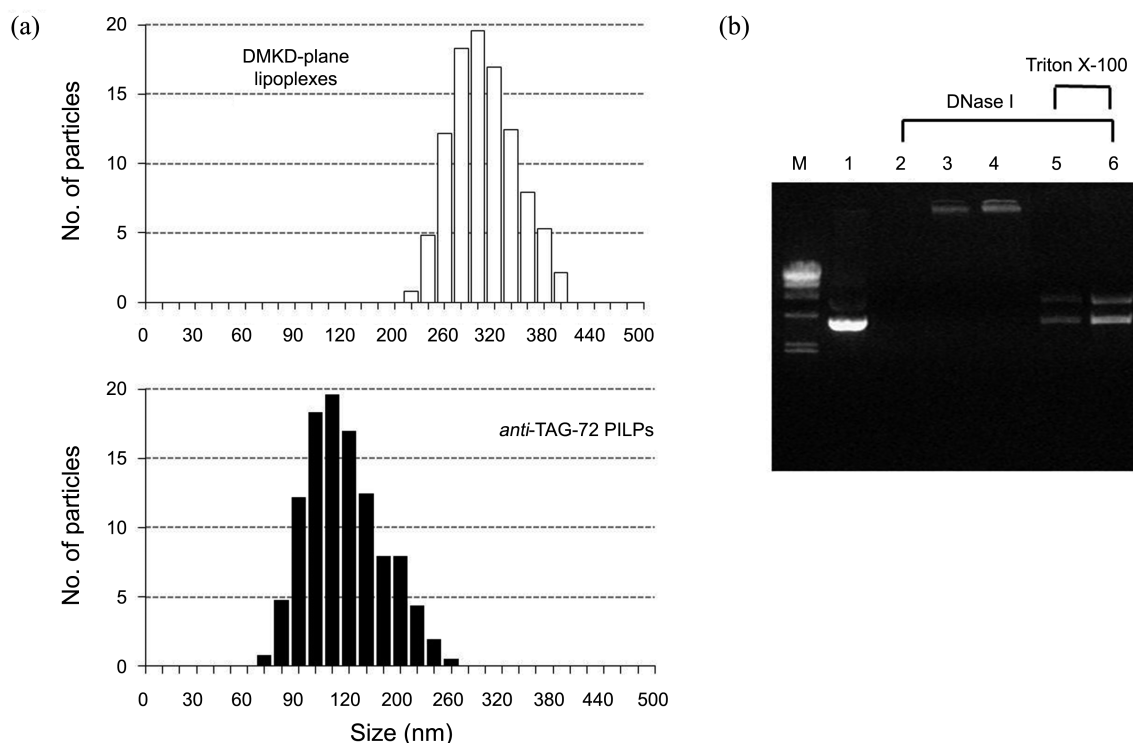 (a)
20
15
10
5
0
No. of particles
DMKD-plane
lipoplexes
0 30 60 90 120 200 260 320 380 440 500
20
15
10
5
0
No. of particles
anti-TAG-72 PILPs
0 30 60 90 120 200 260 320 380 440 500
Size (nm)
(b)
Triton X-100
DNase I
M 1 2 3 4 5 6